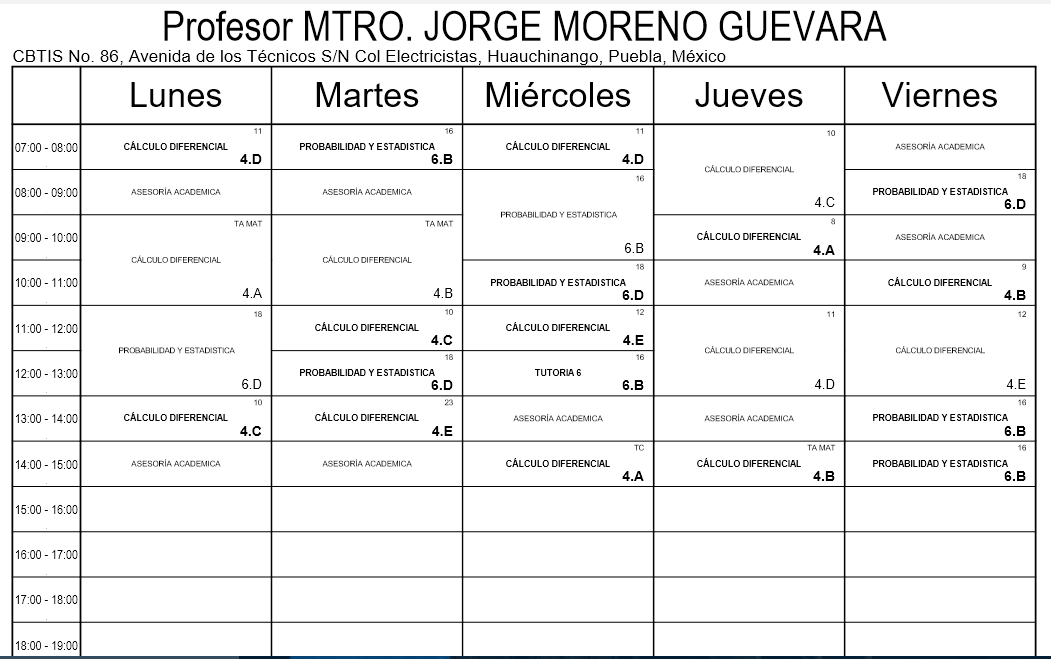 Profesor MTRO. JORGE MORENO GUEVARA
CBTIS No. 86, Avenida de los Técnicos S/N Col Electricistas, Huauchinango, Puebla, México
Lunes Martes Miércoles Jueves Viernes
07:00 - 08:00
11
CÁLCULO DIFERENCIAL
4.D
16
PROBABILIDAD Y ESTADISTICA
6.B
11
CÁLCULO DIFERENCIAL
4.D
10
CÁLCULO DIFERENCIAL
4.C
ASESORÍA ACADEMICA
08:00 - 09:00
ASESORÍA ACADEMICA
ASESORÍA ACADEMICA
16
PROBABILIDAD Y ESTADISTICA
6.B
18
PROBABILIDAD Y ESTADISTICA
6.D
09:00 - 10:00
TA MAT
CÁLCULO DIFERENCIAL
4.A
TA MAT
CÁLCULO DIFERENCIAL
4.B
8
CÁLCULO DIFERENCIAL
4.A
ASESORÍA ACADEMICA
10:00 - 11:00
18
PROBABILIDAD Y ESTADISTICA
6.D
ASESORÍA ACADEMICA
9
CÁLCULO DIFERENCIAL
4.B
11:00 - 12:00
18
PROBABILIDAD Y ESTADISTICA
6.D
10
CÁLCULO DIFERENCIAL
4.C
12
CÁLCULO DIFERENCIAL
4.E
11
CÁLCULO DIFERENCIAL
4.D
12
CÁLCULO DIFERENCIAL
4.E
12:00 - 13:00
18
PROBABILIDAD Y ESTADISTICA
6.D
16
TUTORIA 6
6.B
13:00 - 14:00
10
CÁLCULO DIFERENCIAL
4.C
23
CÁLCULO DIFERENCIAL
4.E
ASESORÍA ACADEMICA
ASESORÍA ACADEMICA
16
PROBABILIDAD Y ESTADISTICA
6.B
14:00 - 15:00
ASESORÍA ACADEMICA
ASESORÍA ACADEMICA
TC
CÁLCULO DIFERENCIAL
4.A
TA MAT
CÁLCULO DIFERENCIAL
4.B
16
PROBABILIDAD Y ESTADISTICA
6.B
15:00 - 16:00
16:00 - 17:00
17:00 - 18:00
18:00 - 19:00